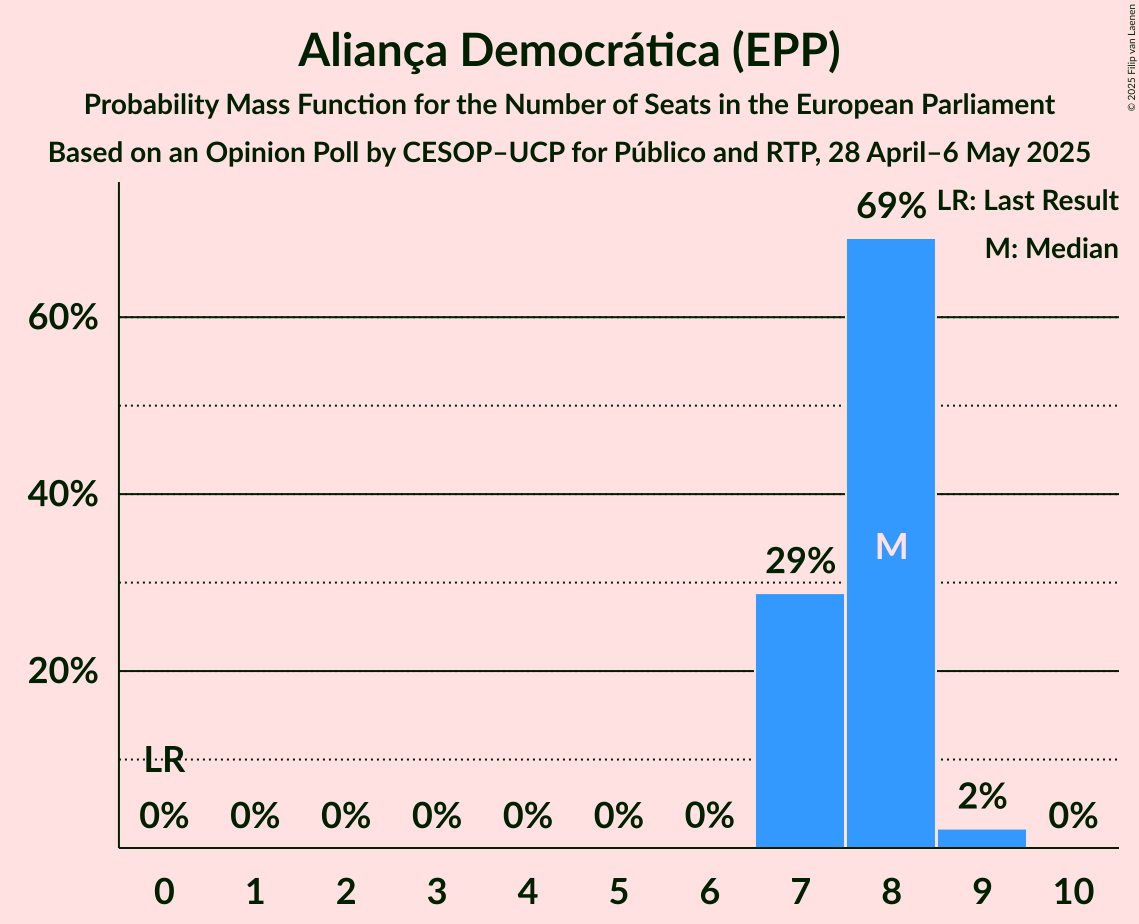 Aliança Democrática (EPP)
Probability Mass Function for the Number of Seats in the European Parliament
Based on an Opinion Poll by CESOP–UCP for Público and RTP, 28 April–6 May 2025
© 2025 Filip van Laenen
LR: Last Result
M: Median
69%
60%
40%
M
29%
20%
LR
2%
0% 0% 0% 0% 0% 0% 0% 0%
0 1 2 3 4 5 6 7 8 9 10